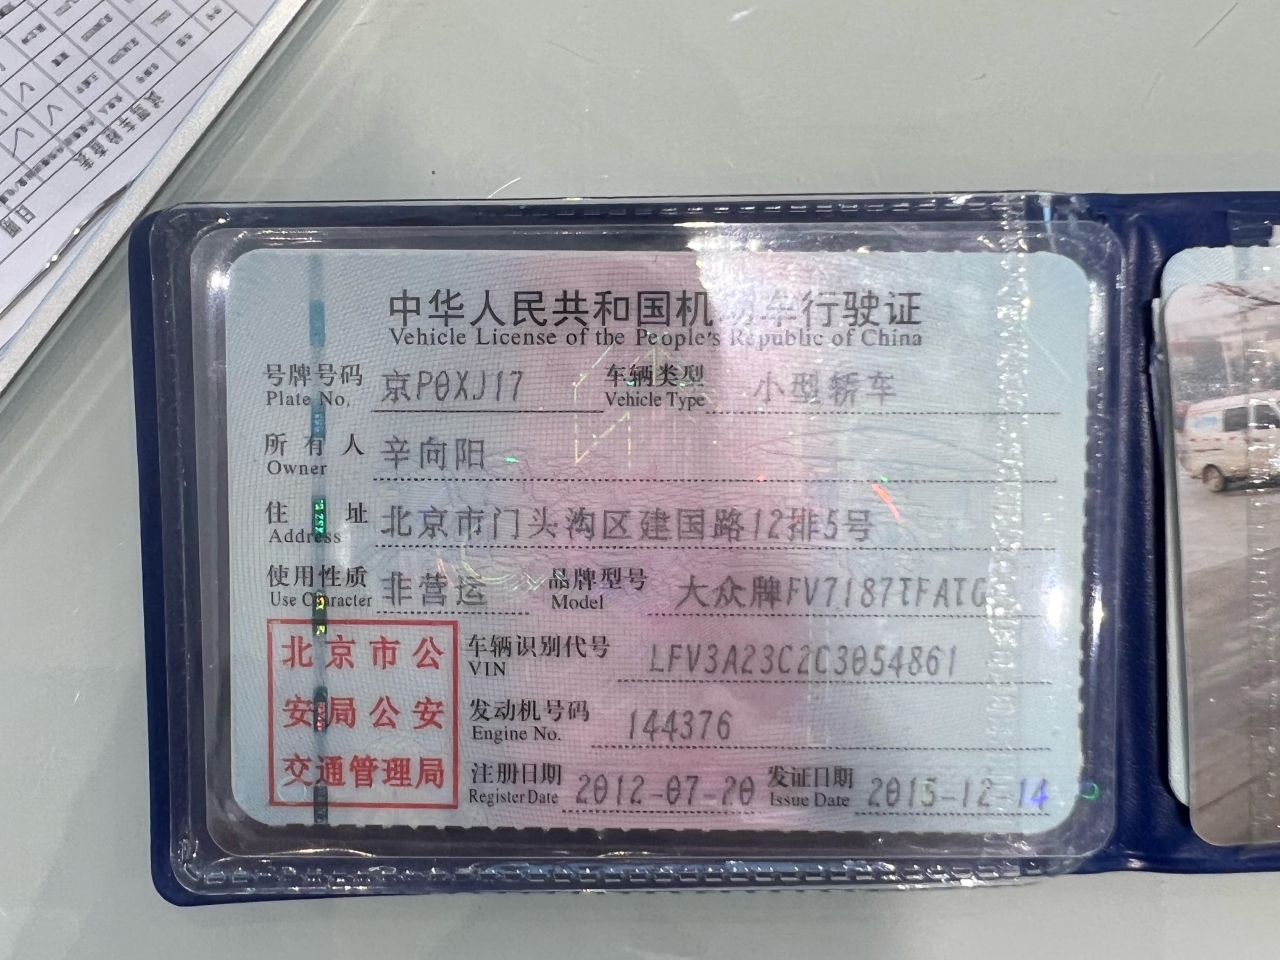 中华人民共和国机动车行驶证
Vehicle License of the People's Republic of China
号牌号码 京P0XJ17 车辆类型 小型轿车
Plate No. Vehicle Type
所有人 辛向阳
Owner
住址 北京市门头沟区建国路12排5号
Address
使用性质 非营运 品牌型号 大众牌FV7187TFATG
Use Character Model
北京市公
安局公安
交通管理局
车辆识别代号 LFV3A23C2C3054861
VIN
发动机号码 144376
Engine No.
注册日期 2012-07-20 发证日期 2015-12-14
Register Date Issue Date
日期